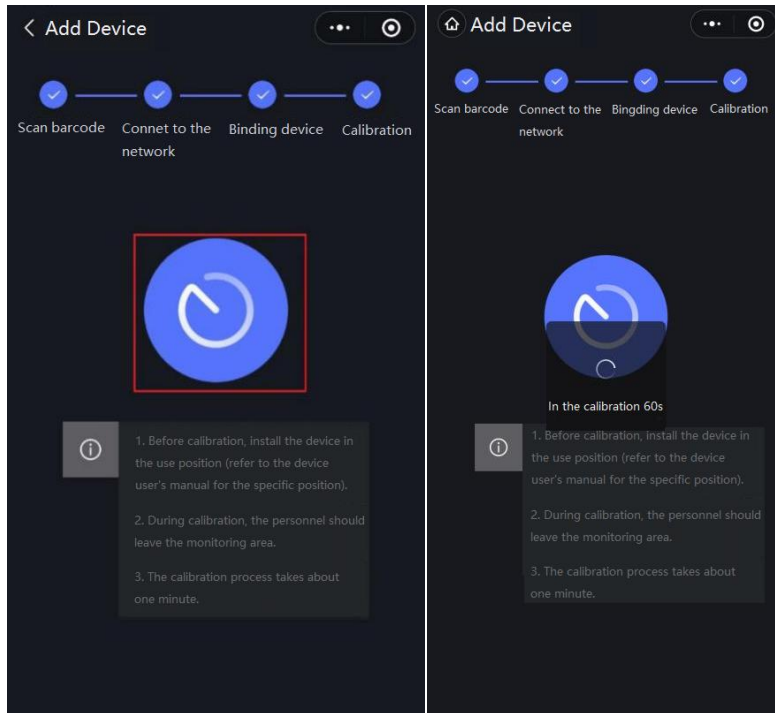 Add Device
Scan barcode
Connet to the
network
Binding device
Calibration
1. Before calibration, install the device in
the use position (refer to the device
user's manual for the specific position).
2. During calibration, the personnel should
leave the monitoring area.
3. The calibration process takes about
one minute.
Add Device
Scan barcode
Connect to the
network
Bingding device
Calibration
In the calibration 60s
1. Before calibration, install the device in
the use position (refer to the device
user's manual for the specific position).
2. During calibration, the personnel should
leave the monitoring area.
3. The calibration process takes about
one minute.